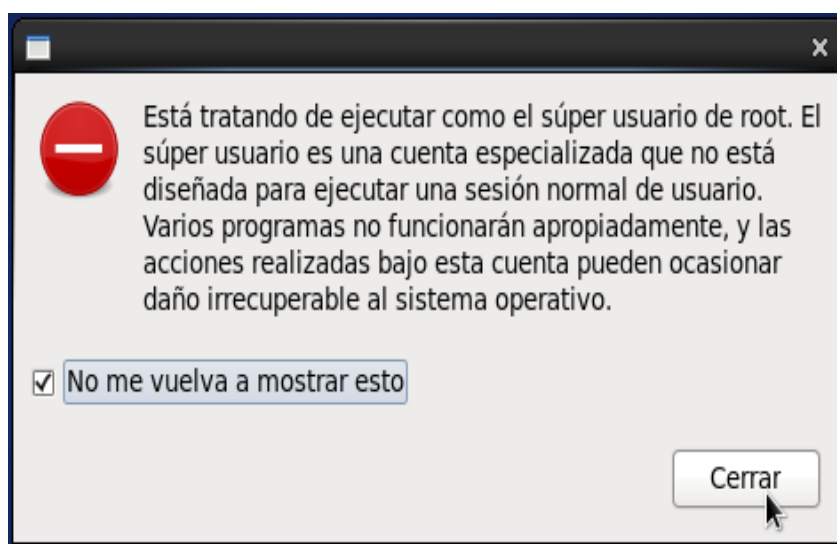 Está tratando de ejecutar como el súper usuario de root. El
súper usuario es una cuenta especializada que no está
diseñada para ejecutar una sesión normal de usuario.
Varios programas no funcionarán apropiadamente, y las
acciones realizadas bajo esta cuenta pueden ocasionar
daño irrecuperable al sistema operativo.
No me vuelva a mostrar esto
Cerrar